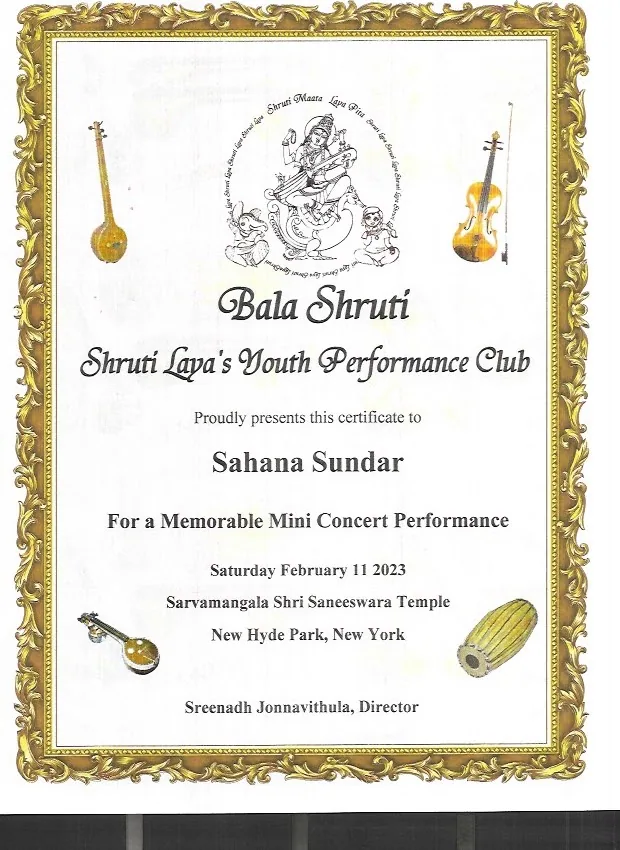 Shruti Maata Laya Pita
Bala Shruti
Shruti Laya's Youth Performance Club
Proudly presents this certificate to
Sahana Sundar
For a Memorable Mini Concert Performance
Saturday February 11 2023
Sarvamangala Shri Saneeswara Temple
New Hyde Park, New York
Sreenadh Jonnavithula, Director